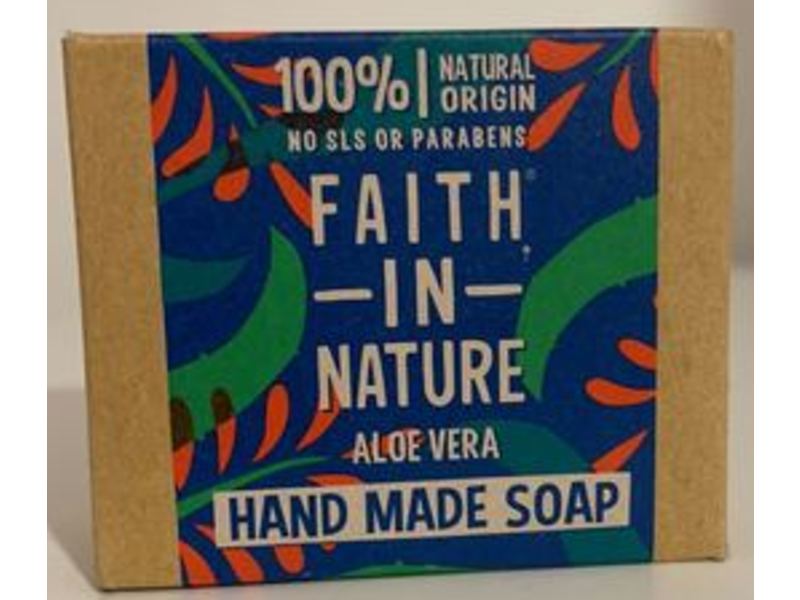 100% | NATURAL ORIGIN
NO SLS OR PARABENS
FAITH®
—IN—
NATURE
ALOE VERA
HAND MADE SOAP